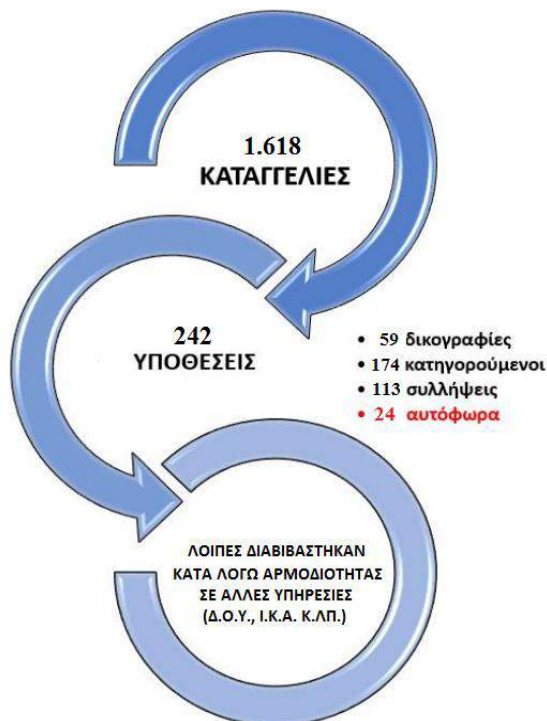 1.618
ΚΑΤΑΓΓΕΛΙΕΣ
242
ΥΠΟΘΕΣΕΙΣ
• 59 δικογραφίες
• 174 κατηγορούμενοι
• 113 συλλήψεις
• 24 αυτόφωρα
ΛΟΙΠΕΣ ΔΙΑΒΙΒΑΣΤΗΚΑΝ
ΚΑΤΑ ΛΟΓΩ ΑΡΜΟΔΙΟΤΗΤΑΣ
ΣΕ ΑΛΛΕΣ ΥΠΗΡΕΣΙΕΣ
(Δ.Ο.Υ., Ι.Κ.Α. Κ.ΛΠ.)